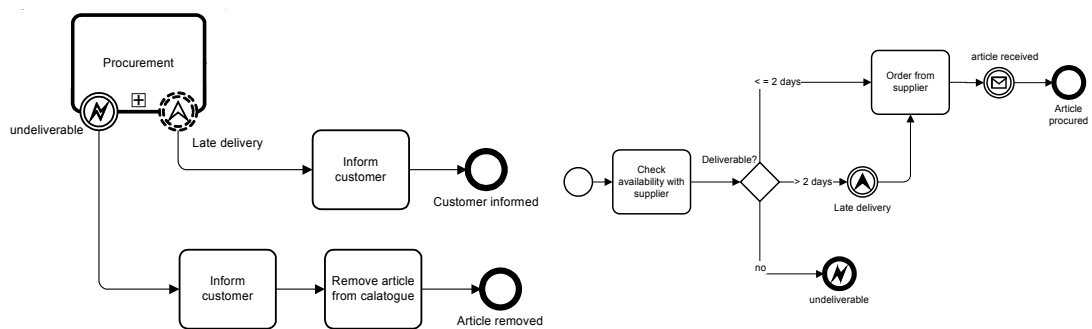 Procurement
undeliverable
Late delivery
Inform
customer
Customer informed
Inform
customer
Remove article
from calatogue
Article removed
Check
availability with
supplier
Deliverable?
< = 2 days
> 2 days
no
Late delivery
undeliverable
Order from
supplier
article received
Article
procured